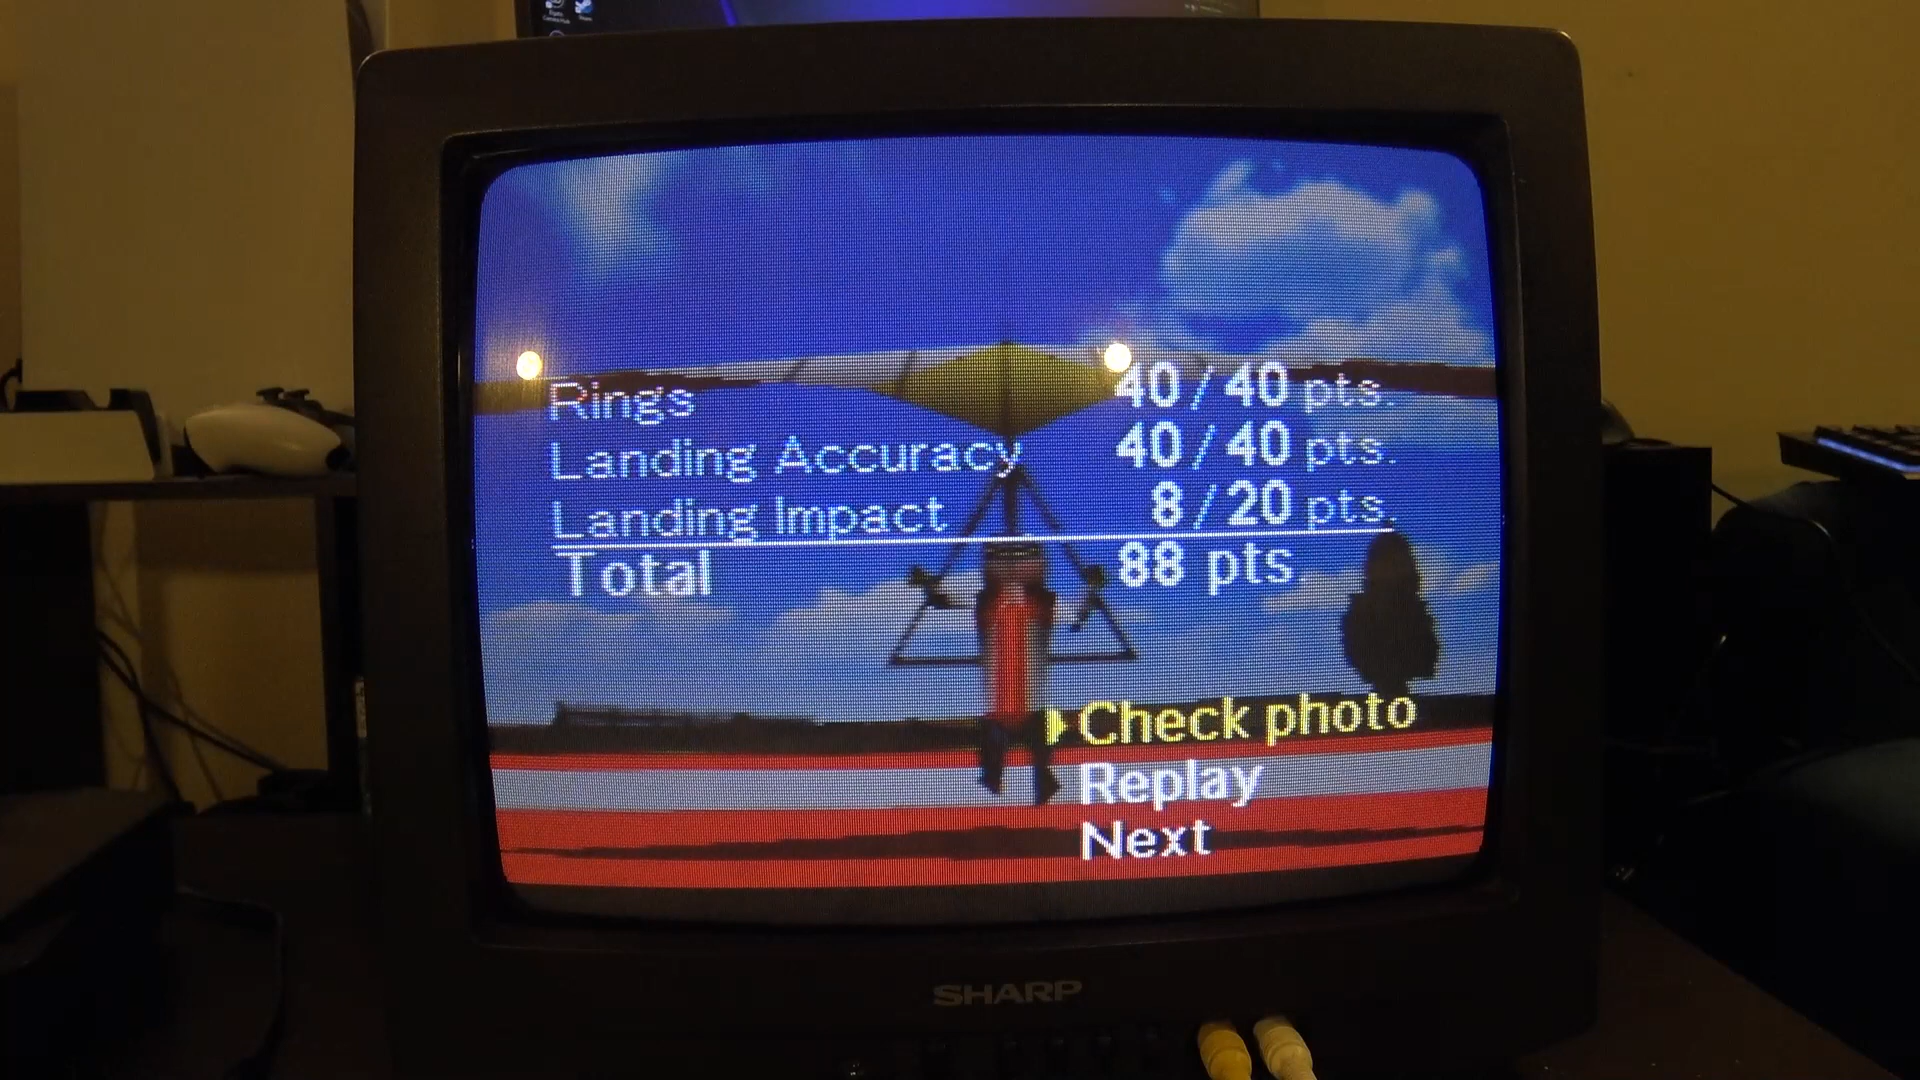 Rings 40/40 pts.
Landing Accuracy 40/40 pts.
Landing Impact 8/20 pts.
Total 88 pts.
Check photo
Replay
Next
SHARP